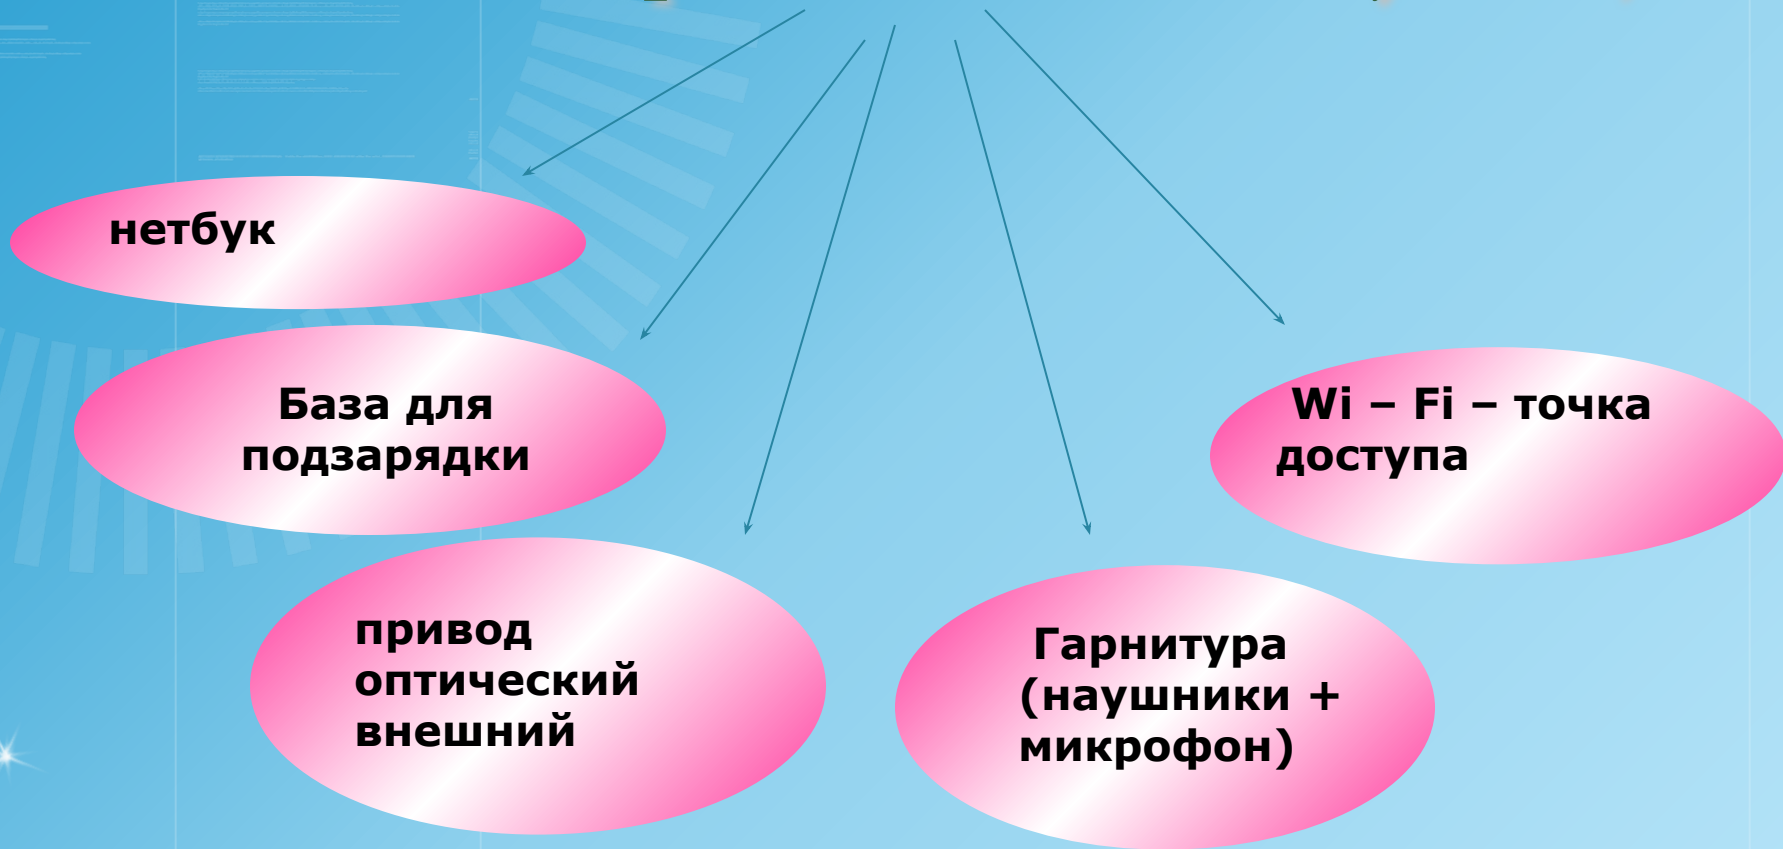 нетбук
База для
подзарядки
привод
оптический
внешний
Гарнитура
(наушники +
микрофон)
Wi – Fi – точка
доступа